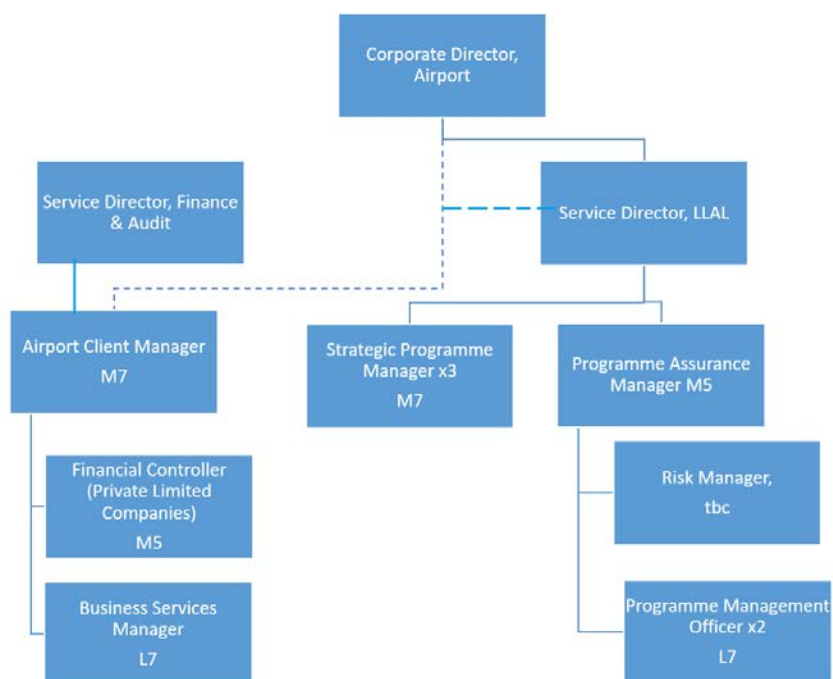 Corporate Director,
Airport
Service Director, Finance
& Audit
Service Director, LLAL
Airport Client Manager
M7
Strategic Programme
Manager x3
M7
Programme Assurance
Manager M5
Financial Controller
(Private Limited
Companies)
M5
Risk Manager,
tbc
Business Services
Manager
L7
Programme Management
Officer x2
L7